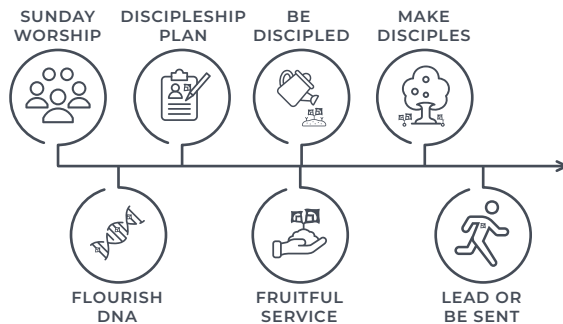 SUNDAY
WORSHIP
DISCIPLESHIP
PLAN
BE
DISCIPLED
MAKE
DISCIPLES
FLOURISH
DNA
FRUITFUL
SERVICE
LEAD OR
BE SENT